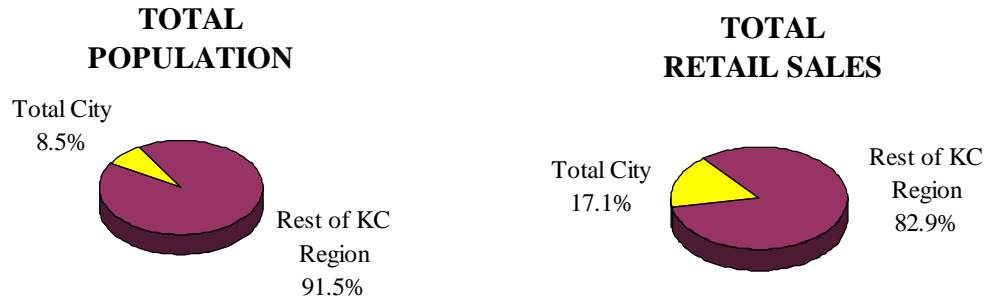 TOTAL
POPULATION
Total City
8.5%
Rest of KC
Region
91.5%
TOTAL
RETAIL SALES
Total City
17.1%
Rest of KC
Region
82.9%